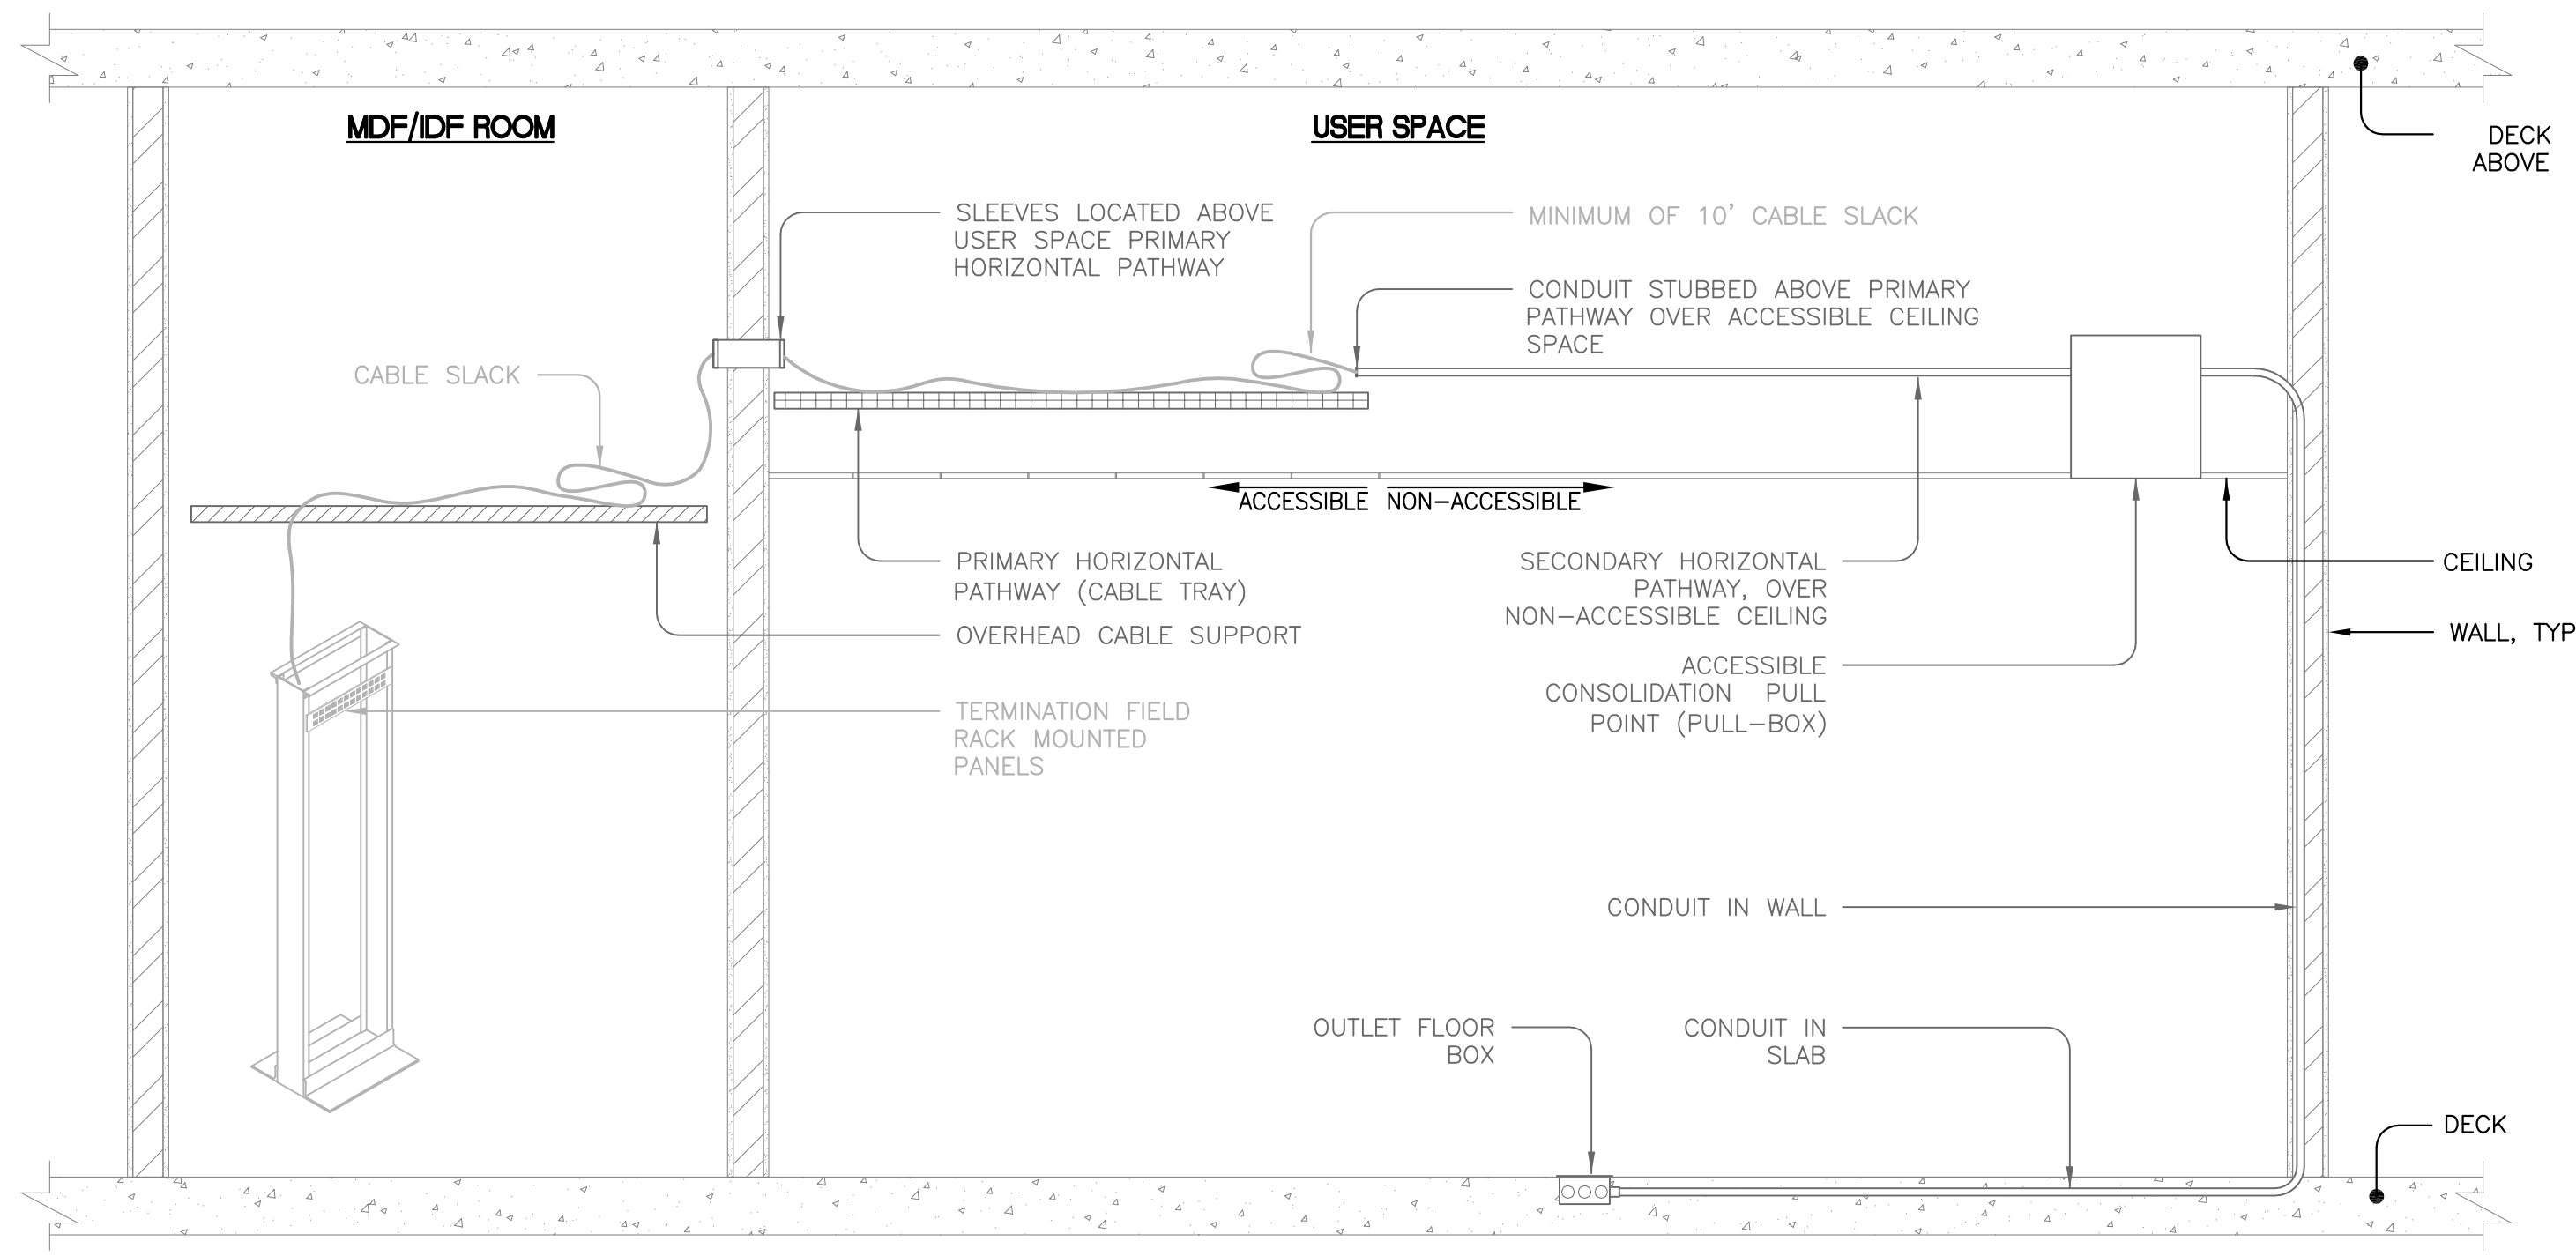 MDF/IDF ROOM
USER SPACE
DECK
ABOVE
SLEEVES LOCATED ABOVE
USER SPACE PRIMARY
HORIZONTAL PATHWAY
MINIMUM OF 10' CABLE SLACK
CONDUIT STUBBED ABOVE PRIMARY
PATHWAY OVER ACCESSIBLE CEILING
SPACE
CABLE SLACK
ACCESSIBLE
NON-ACCESSIBLE
PRIMARY HORIZONTAL
PATHWAY (CABLE TRAY)
SECONDARY HORIZONTAL
PATHWAY, OVER
NON-ACCESSIBLE CEILING
CEILING
OVERHEAD CABLE SUPPORT
WALL, TYP
ACCESSIBLE
CONSOLIDATION PULL
POINT (PULL-BOX)
TERMINATION FIELD
RACK MOUNTED
PANELS
CONDUIT IN WALL
OUTLET FLOOR
BOX
CONDUIT IN
SLAB
DECK